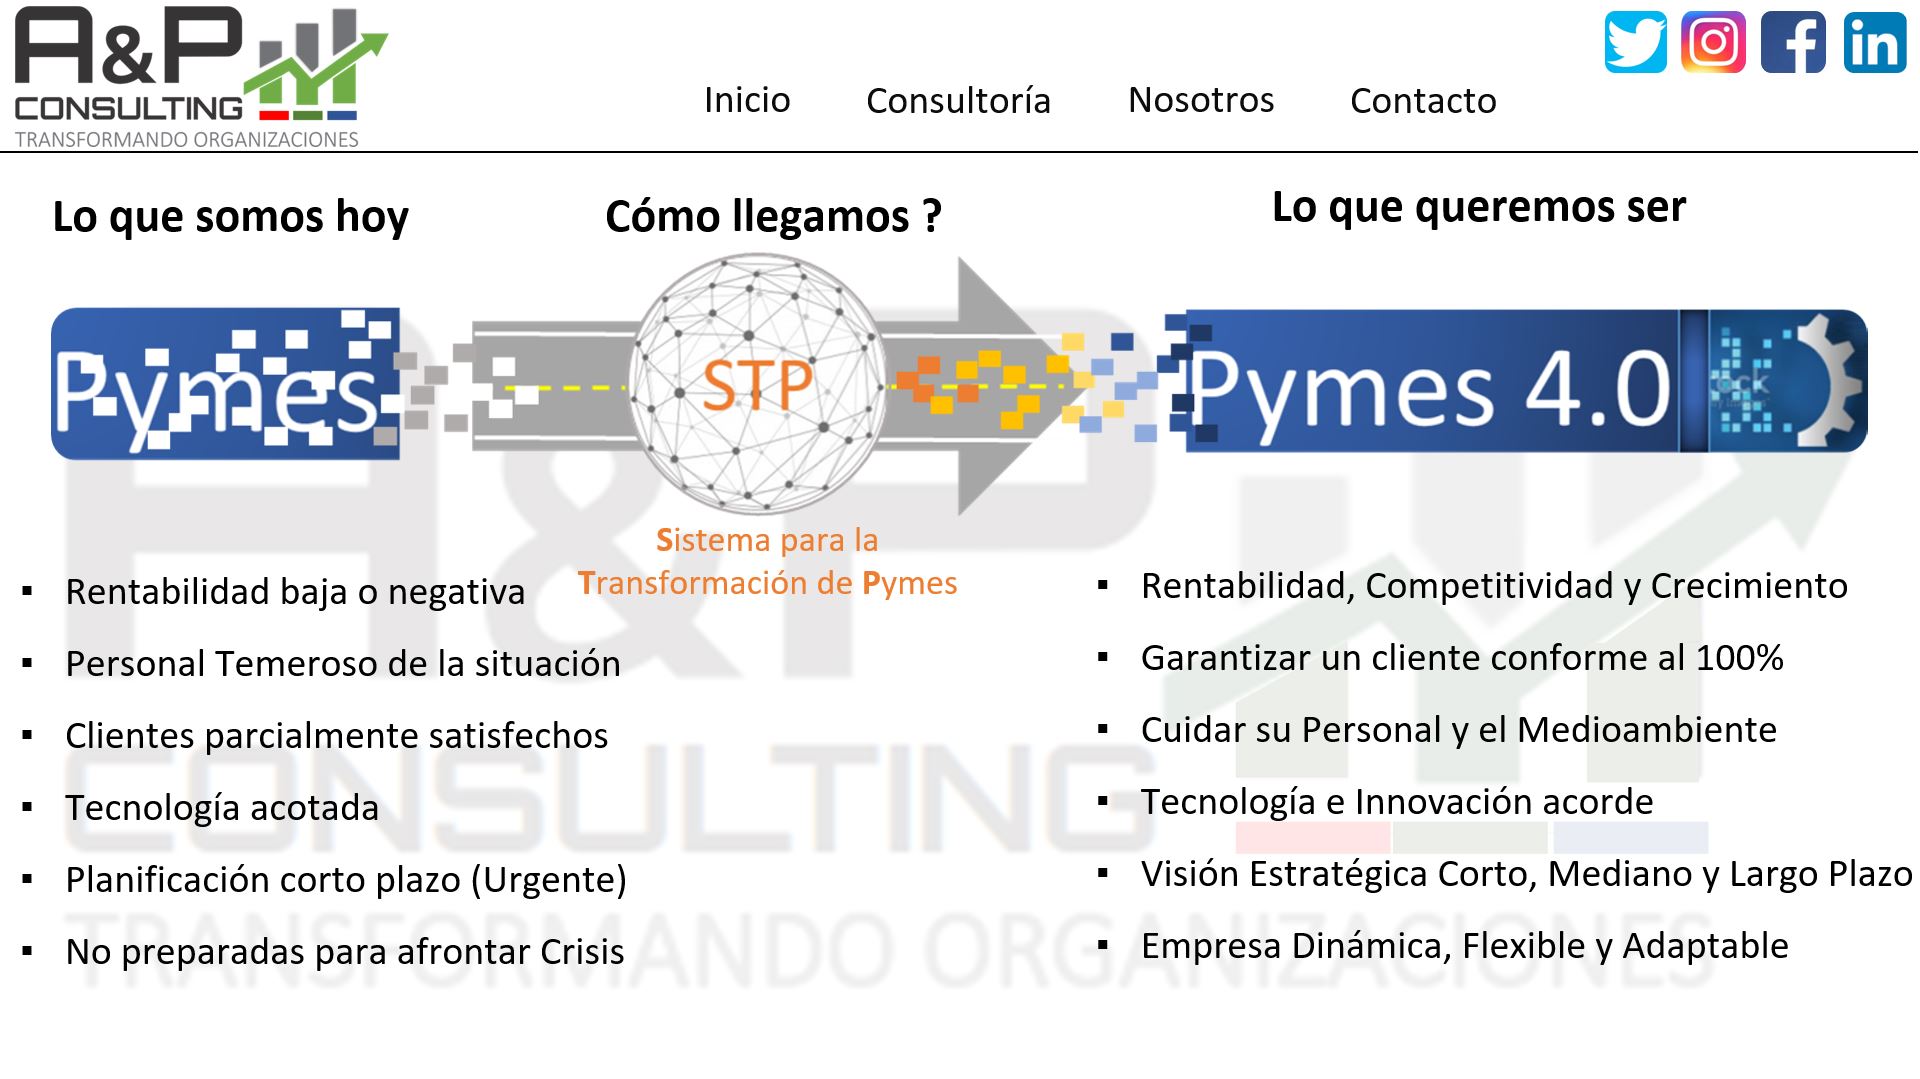 A&P
CONSULTING
TRANSFORMANDO ORGANIZACIONES
Inicio
Consultoría
Nosotros
Contacto
Lo que somos hoy
Cómo llegamos ?
Lo que queremos ser
Pymes
STP
Pymes 4.0
Sistema para la
Transformación de Pymes
▪ Rentabilidad baja o negativa
▪ Personal Temeroso de la situación
▪ Clientes parcialmente satisfechos
▪ Tecnología acotada
▪ Planificación corto plazo (Urgente)
▪ No preparadas para afrontar Crisis
▪ Rentabilidad, Competitividad y Crecimiento
▪ Garantizar un cliente conforme al 100%
▪ Cuidar su Personal y el Medioambiente
▪ Tecnología e Innovación acorde
▪ Visión Estratégica Corto, Mediano y Largo Plazo
▪ Empresa Dinámica, Flexible y Adaptable
A&P
CONSULTING
TRANSFORMANDO ORGANIZACIONES